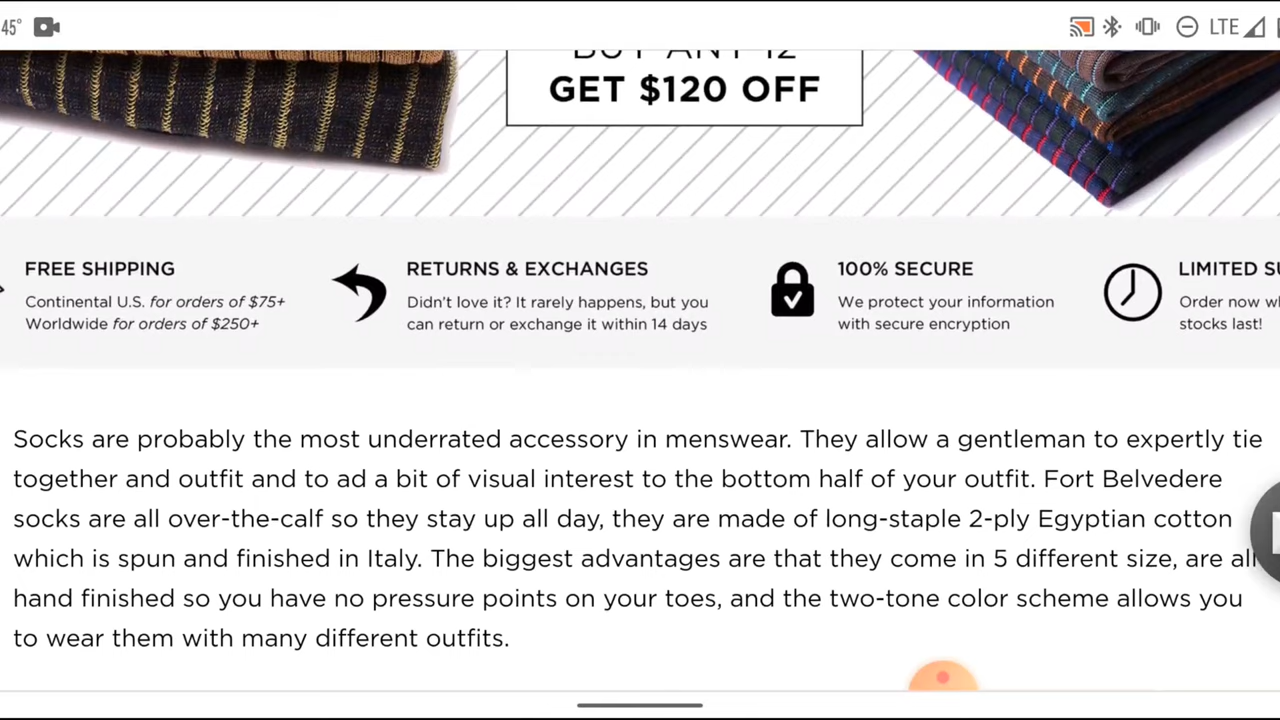 45°
LTE
BUY ANY 12
GET $120 OFF
FREE SHIPPING
Continental U.S. for orders of $75+
Worldwide for orders of $250+
RETURNS & EXCHANGES
Didn't love it? It rarely happens, but you
can return or exchange it within 14 days
100% SECURE
We protect your information
with secure encryption
LIMITED
Order now
stocks last!
Socks are probably the most underrated accessory in menswear. They allow a gentleman to expertly tie
together and outfit and to ad a bit of visual interest to the bottom half of your outfit. Fort Belvedere
socks are all over-the-calf so they stay up all day, they are made of long-staple 2-ply Egyptian cotton
which is spun and finished in Italy. The biggest advantages are that they come in 5 different size, are all
hand finished so you have no pressure points on your toes, and the two-tone color scheme allows you
to wear them with many different outfits.